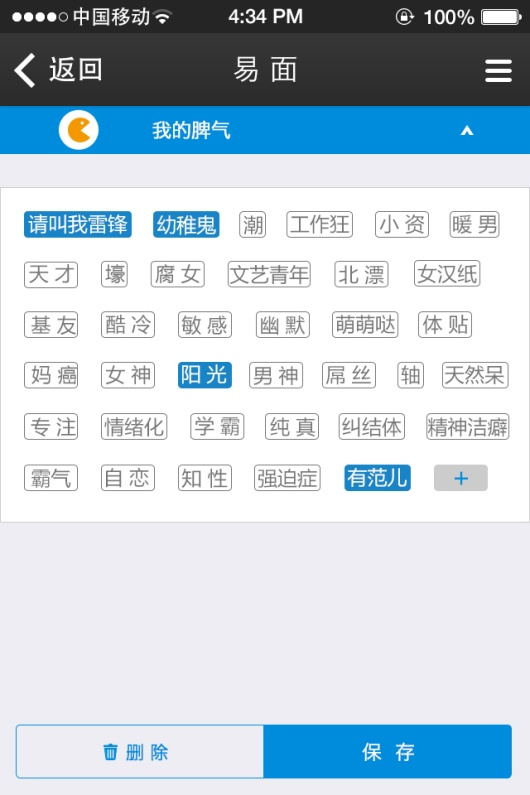 中国移动 4:34 PM 100%
返回 易面
我的脾气
请叫我雷锋 幼稚鬼 潮 工作狂 小资 暖男
天才 壕 腐女 文艺青年 北漂 女汉纸
基友 酷冷 敏感 幽默 萌萌哒 体贴
妈癌 女神 阳光 男神 屌丝 轴 天然呆
专注 情绪化 学霸 纯真 纠结体 精神洁癖
霸气 自恋 知性 强迫症 有范儿 +
删除 保存